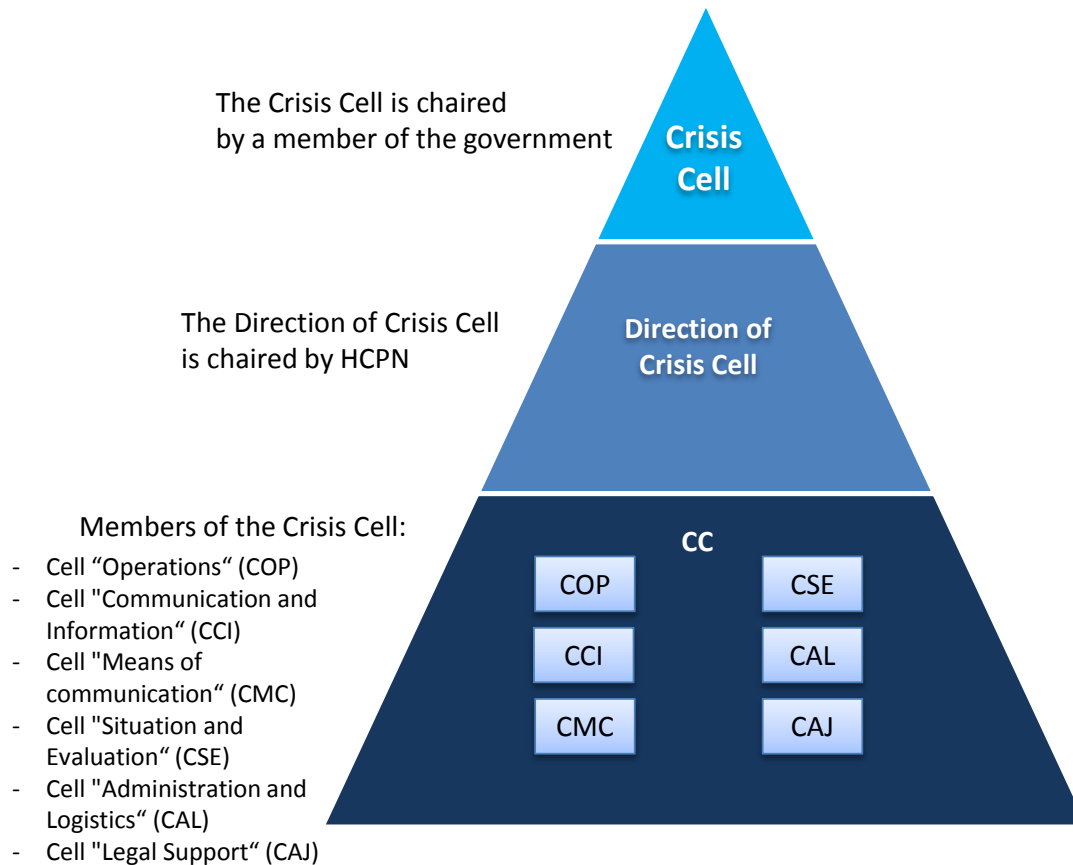 The Crisis Cell is chaired
by a member of the government
Crisis
Cell
The Direction of Crisis Cell
is chaired by HCPN
Direction of
Crisis Cell
Members of the Crisis Cell:
- Cell “Operations“ (COP)
- Cell "Communication and
Information“ (CCI)
- Cell "Means of
communication“ (CMC)
- Cell "Situation and
Evaluation“ (CSE)
- Cell "Administration and
Logistics“ (CAL)
- Cell "Legal Support“ (CAJ)
CC
COP CSE
CCI CAL
CMC CAJ